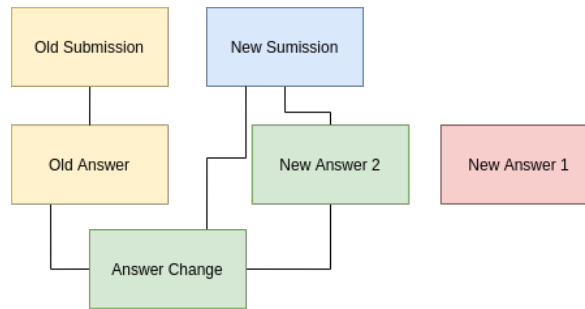 Old Submission
New Sumission
Old Answer
New Answer 2
New Answer 1
Answer Change